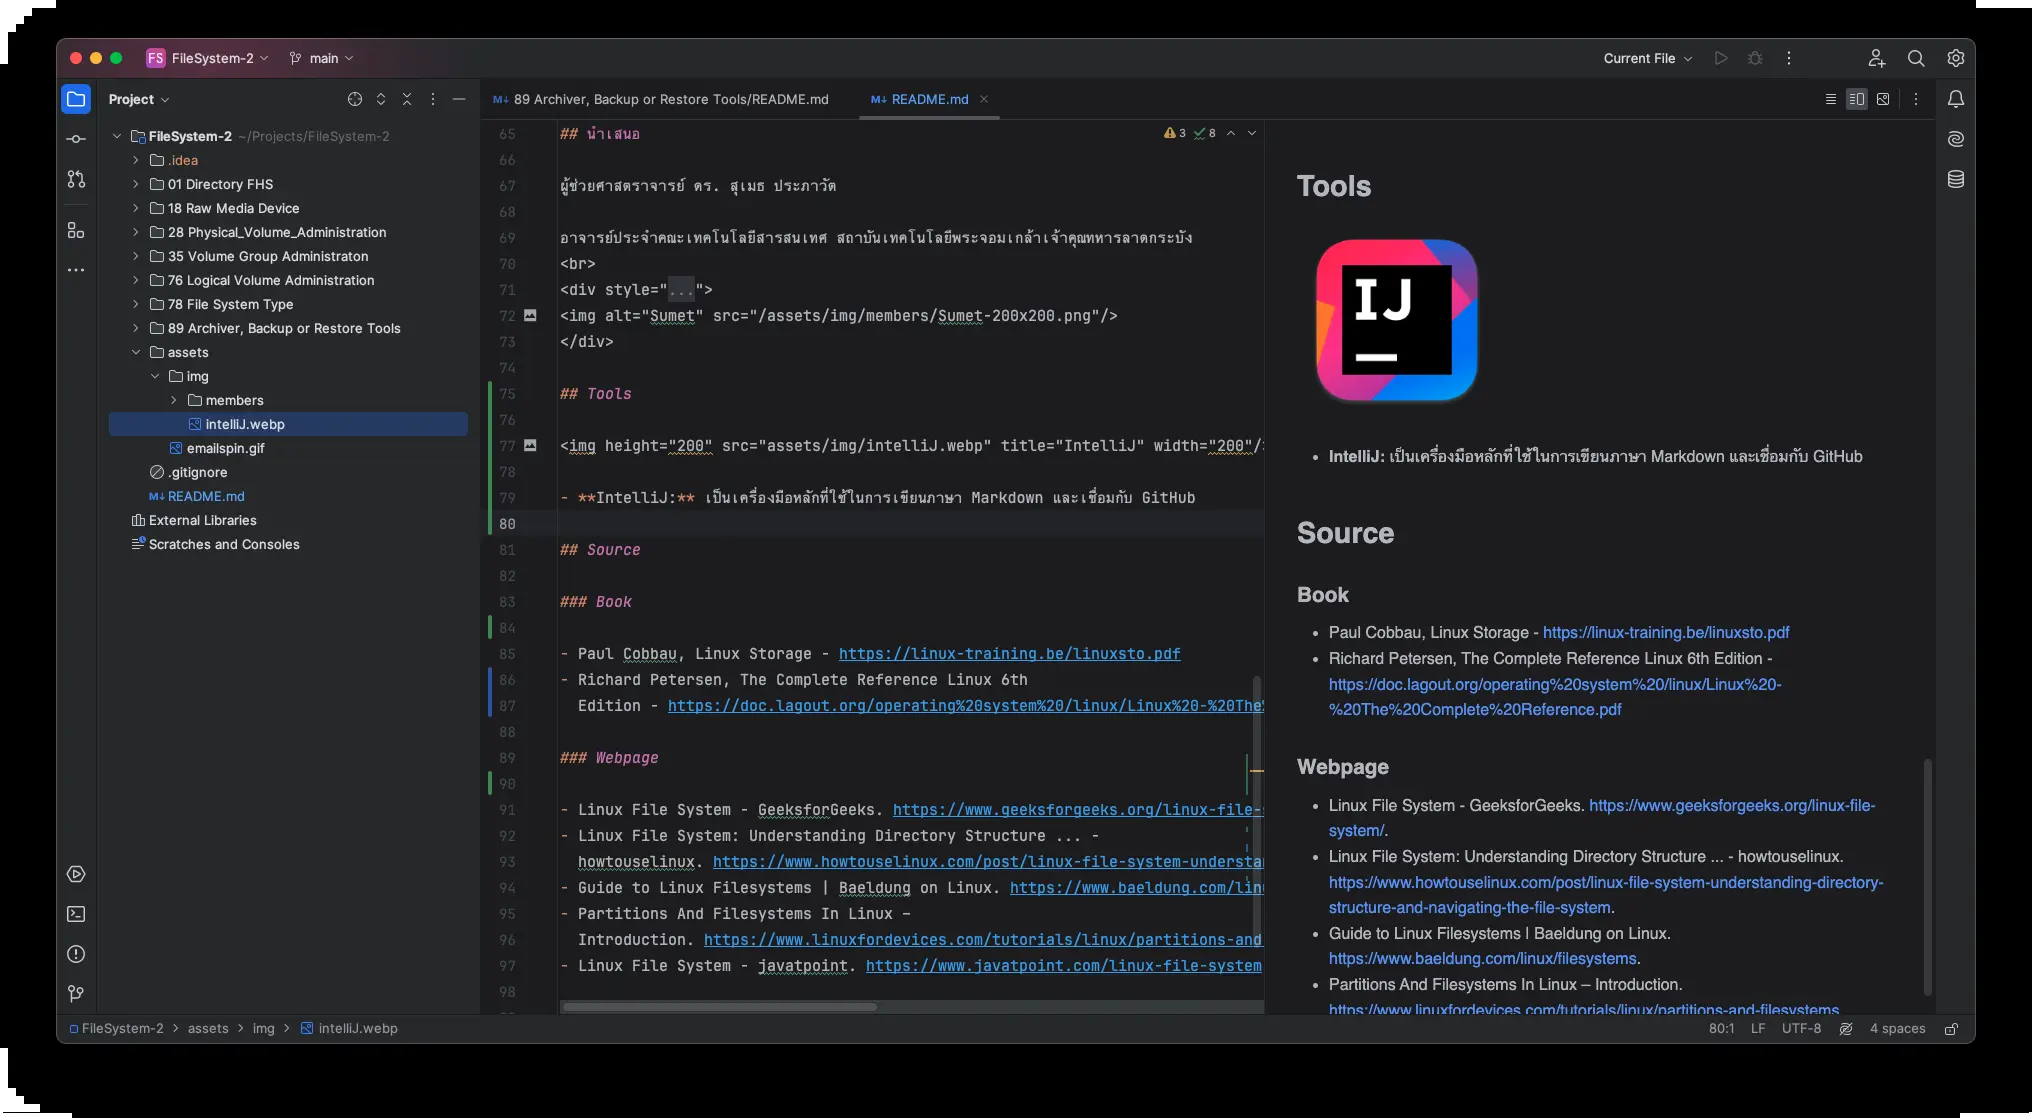 FS FileSystem-2 main Current File
Project
FileSystem-2 ~/Projects/FileSystem-2
.idea
01 Directory FHS
18 Raw Media Device
28 Physical_Volume_Administration
35 Volume Group Administraton
76 Logical Volume Administration
78 File System Type
89 Archiver, Backup or Restore Tools
assets
img
members
intelliJ.webp
emailspin.gif
.gitignore
M↓ README.md
External Libraries
Scratches and Consoles
M↓ 89 Archiver, Backup or Restore Tools/README.md M↓ README.md
3 8
65 ## นำเสนอ
66
67 ผู้ช่วยศาสตราจารย์ ดร. สุเมธ ประภาวัต
68
69 อาจารย์ประจำคณะเทคโนโลยีสารสนเทศ สถาบันเทคโนโลยีพระจอมเกล้าเจ้าคุณทหารลาดกระบัง
70 <br>
71 <div style="...">
72 <img alt="Sumet" src="/assets/img/members/Sumet-200x200.png"/>
73 </div>
74
75 ## Tools
76
77 <img height="200" src="assets/img/intelliJ.webp" title="IntelliJ" width="200"/
78
79 - **IntelliJ:** เป็นเครื่องมือหลักที่ใช้ในการเขียนภาษา Markdown และเชื่อมกับ GitHub
80
81 ## Source
82
83 ### Book
84
85 - Paul Cobbau, Linux Storage - https://linux-training.be/linuxsto.pdf
86 - Richard Petersen, The Complete Reference Linux 6th
87 Edition - https://doc.lagout.org/operating%20system%20/linux/Linux%20-%20The
88
89 ### Webpage
90
91 - Linux File System - GeeksforGeeks. https://www.geeksforgeeks.org/linux-file-
92 - Linux File System: Understanding Directory Structure ... -
93 howtouselinux. https://www.howtouselinux.com/post/linux-file-system-understa
94 - Guide to Linux Filesystems | Baeldung on Linux. https://www.baeldung.com/lin
95 - Partitions And Filesystems In Linux –
96 Introduction. https://www.linuxfordevices.com/tutorials/linux/partitions-and
97 - Linux File System - javatpoint. https://www.javatpoint.com/linux-file-system
98
Tools
IJ
• IntelliJ: เป็นเครื่องมือหลักที่ใช้ในการเขียนภาษา Markdown และเชื่อมกับ GitHub
Source
Book
• Paul Cobbau, Linux Storage - https://linux-training.be/linuxsto.pdf
• Richard Petersen, The Complete Reference Linux 6th Edition -
https://doc.lagout.org/operating%20system%20/linux/Linux%20-
%20The%20Complete%20Reference.pdf
Webpage
• Linux File System - GeeksforGeeks. https://www.geeksforgeeks.org/linux-file-
system/.
• Linux File System: Understanding Directory Structure ... - howtouselinux.
https://www.howtouselinux.com/post/linux-file-system-understanding-directory-
structure-and-navigating-the-file-system.
• Guide to Linux Filesystems | Baeldung on Linux.
https://www.baeldung.com/linux/filesystems.
• Partitions And Filesystems In Linux – Introduction.
https://www.linuxfordevices.com/tutorials/linux/partitions-and-filesystems
FileSystem-2 > assets > img > intelliJ.webp 80:1 LF UTF-8 4 spaces